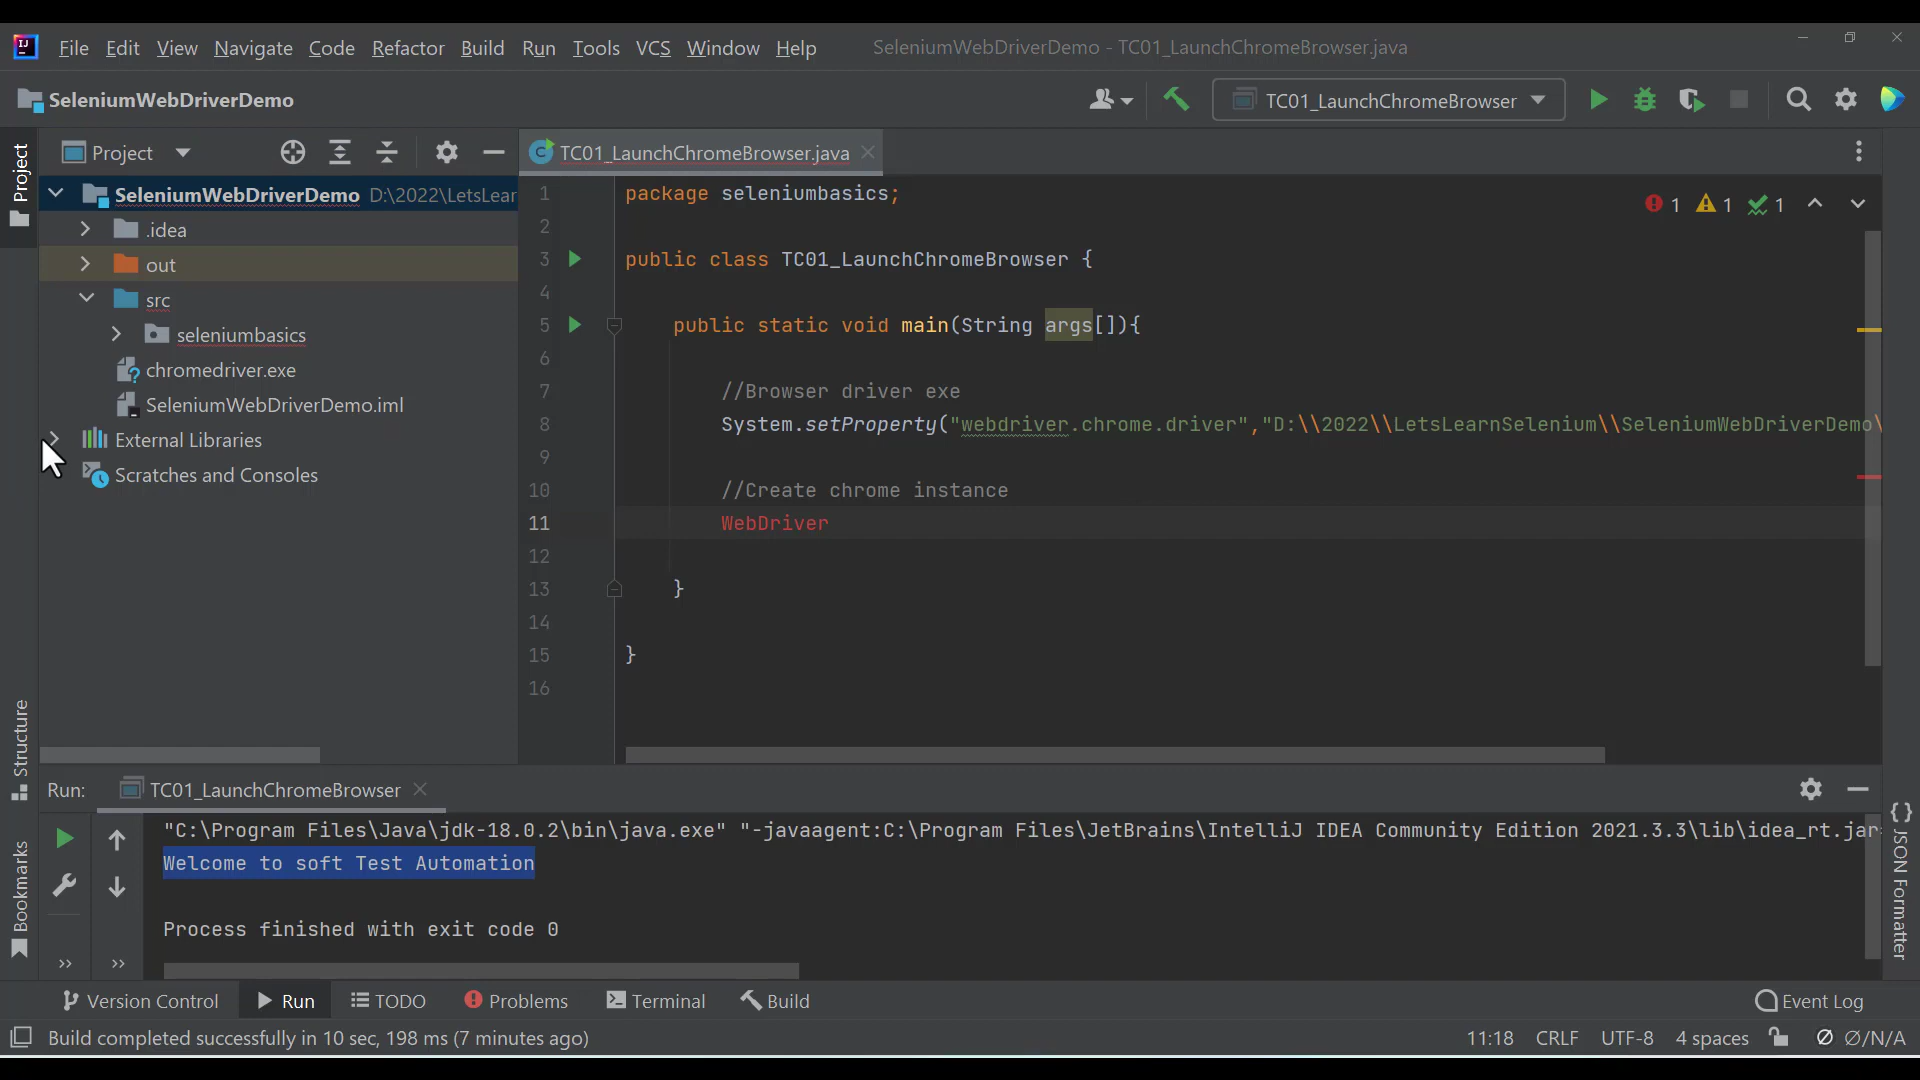 File Edit View Navigate Code Refactor Build Run Tools VCS Window Help SeleniumWebDriverDemo - TC01_LaunchChromeBrowser.java
SeleniumWebDriverDemo TC01_LaunchChromeBrowser
Project
Project
TC01_LaunchChromeBrowser.java
SeleniumWebDriverDemo D:\2022\LetsLear
.idea
out
src
seleniumbasics
chromedriver.exe
SeleniumWebDriverDemo.iml
External Libraries
Scratches and Consoles
1 package seleniumbasics;
1 1 1
2
3 public class TC01_LaunchChromeBrowser {
4
5 public static void main(String args[]){
6
7 //Browser driver exe
8 System.setProperty("webdriver.chrome.driver","D:\\2022\\LetsLearnSelenium\\SeleniumWebDriverDemo\
9
10 //Create chrome instance
11 WebDriver
12
13 }
14
15 }
16
Structure
Bookmarks
JSON Formatter
Run: TC01_LaunchChromeBrowser
"C:\Program Files\Java\jdk-18.0.2\bin\java.exe" "-javaagent:C:\Program Files\JetBrains\IntelliJ IDEA Community Edition 2021.3.3\lib\idea_rt.jar=
Welcome to soft Test Automation
Process finished with exit code 0
Version Control Run TODO Problems Terminal Build Event Log
Build completed successfully in 10 sec, 198 ms (7 minutes ago) 11:18 CRLF UTF-8 4 spaces Ø/N/A